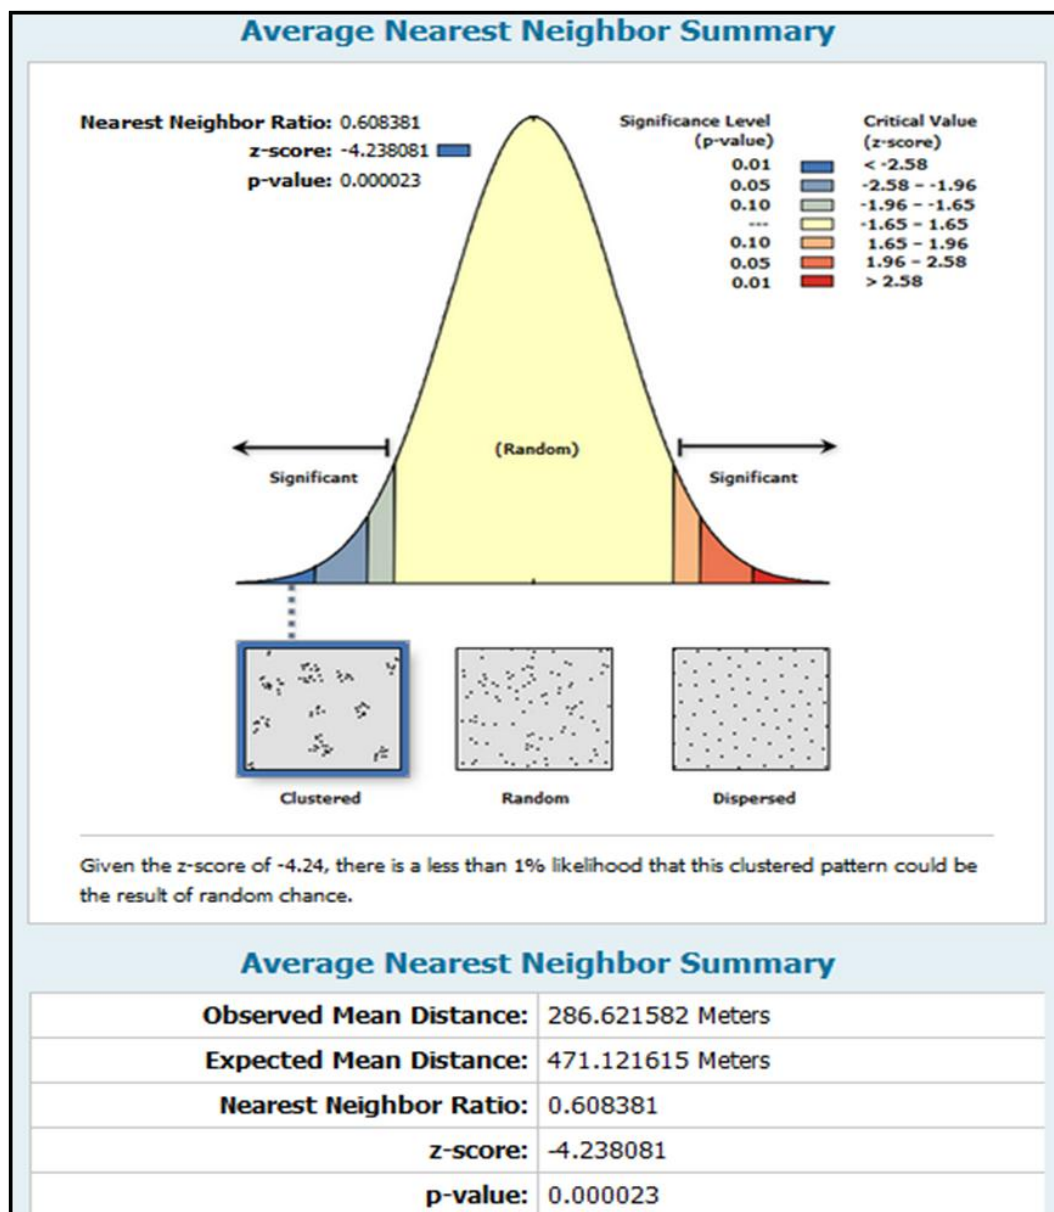 Average Nearest Neighbor Summary
Nearest Neighbor Ratio: 0.608381
z-score: -4.238081
p-value: 0.000023
Significance Level
(p-value)
Critical Value
(z-score)
0.01 < -2.58
0.05 -2.58 - -1.96
0.10 -1.96 - -1.65
--- -1.65 - 1.65
0.10 1.65 - 1.96
0.05 1.96 - 2.58
0.01 > 2.58
(Random)
Significant
Significant
Clustered
Random
Dispersed
Given the z-score of -4.24, there is a less than 1% likelihood that this clustered pattern could be
the result of random chance.
Average Nearest Neighbor Summary
Observed Mean Distance: 286.621582 Meters
Expected Mean Distance: 471.121615 Meters
Nearest Neighbor Ratio: 0.608381
z-score: -4.238081
p-value: 0.000023